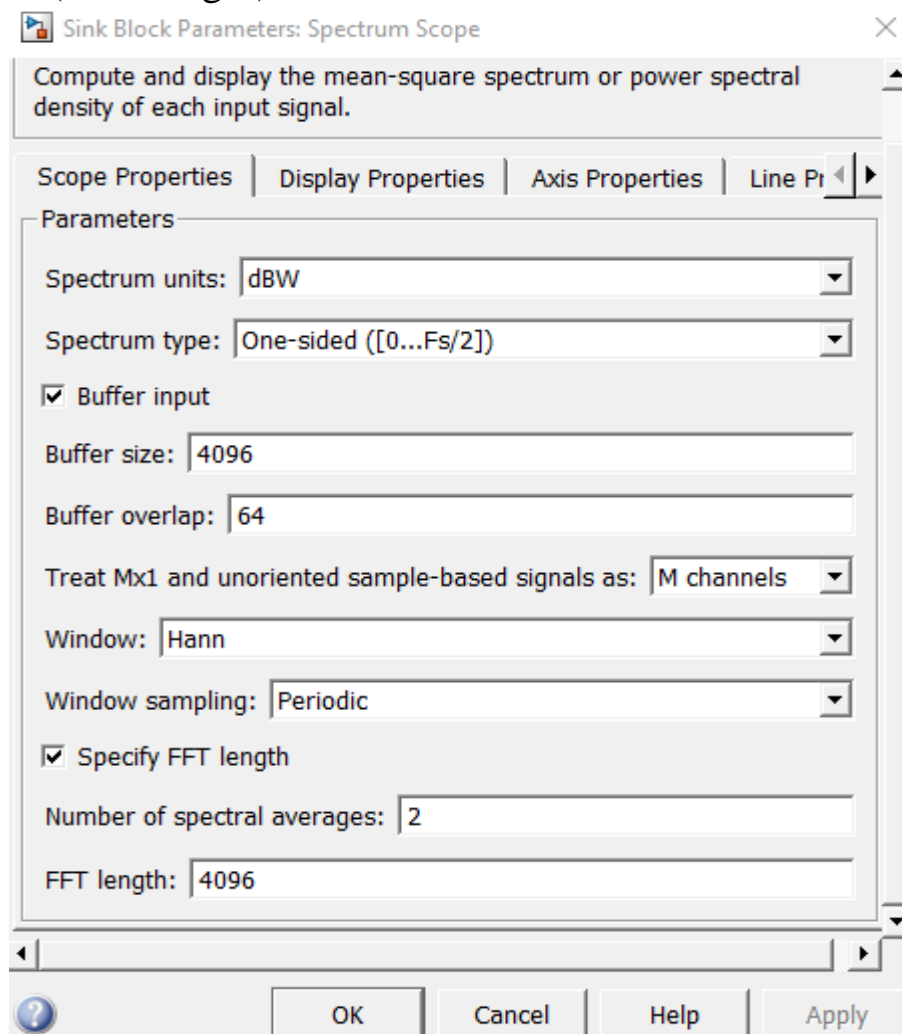 Sink Block Parameters: Spectrum Scope
Compute and display the mean-square spectrum or power spectral
density of each input signal.
Scope Properties
Display Properties
Axis Properties
Line Pr
Parameters
Spectrum units: dBW
Spectrum type: One-sided ([0...Fs/2])
Buffer input
Buffer size: 4096
Buffer overlap: 64
Treat Mx1 and unoriented sample-based signals as: M channels
Window: Hann
Window sampling: Periodic
Specify FFT length
Number of spectral averages: 2
FFT length: 4096
OK
Cancel
Help
Apply